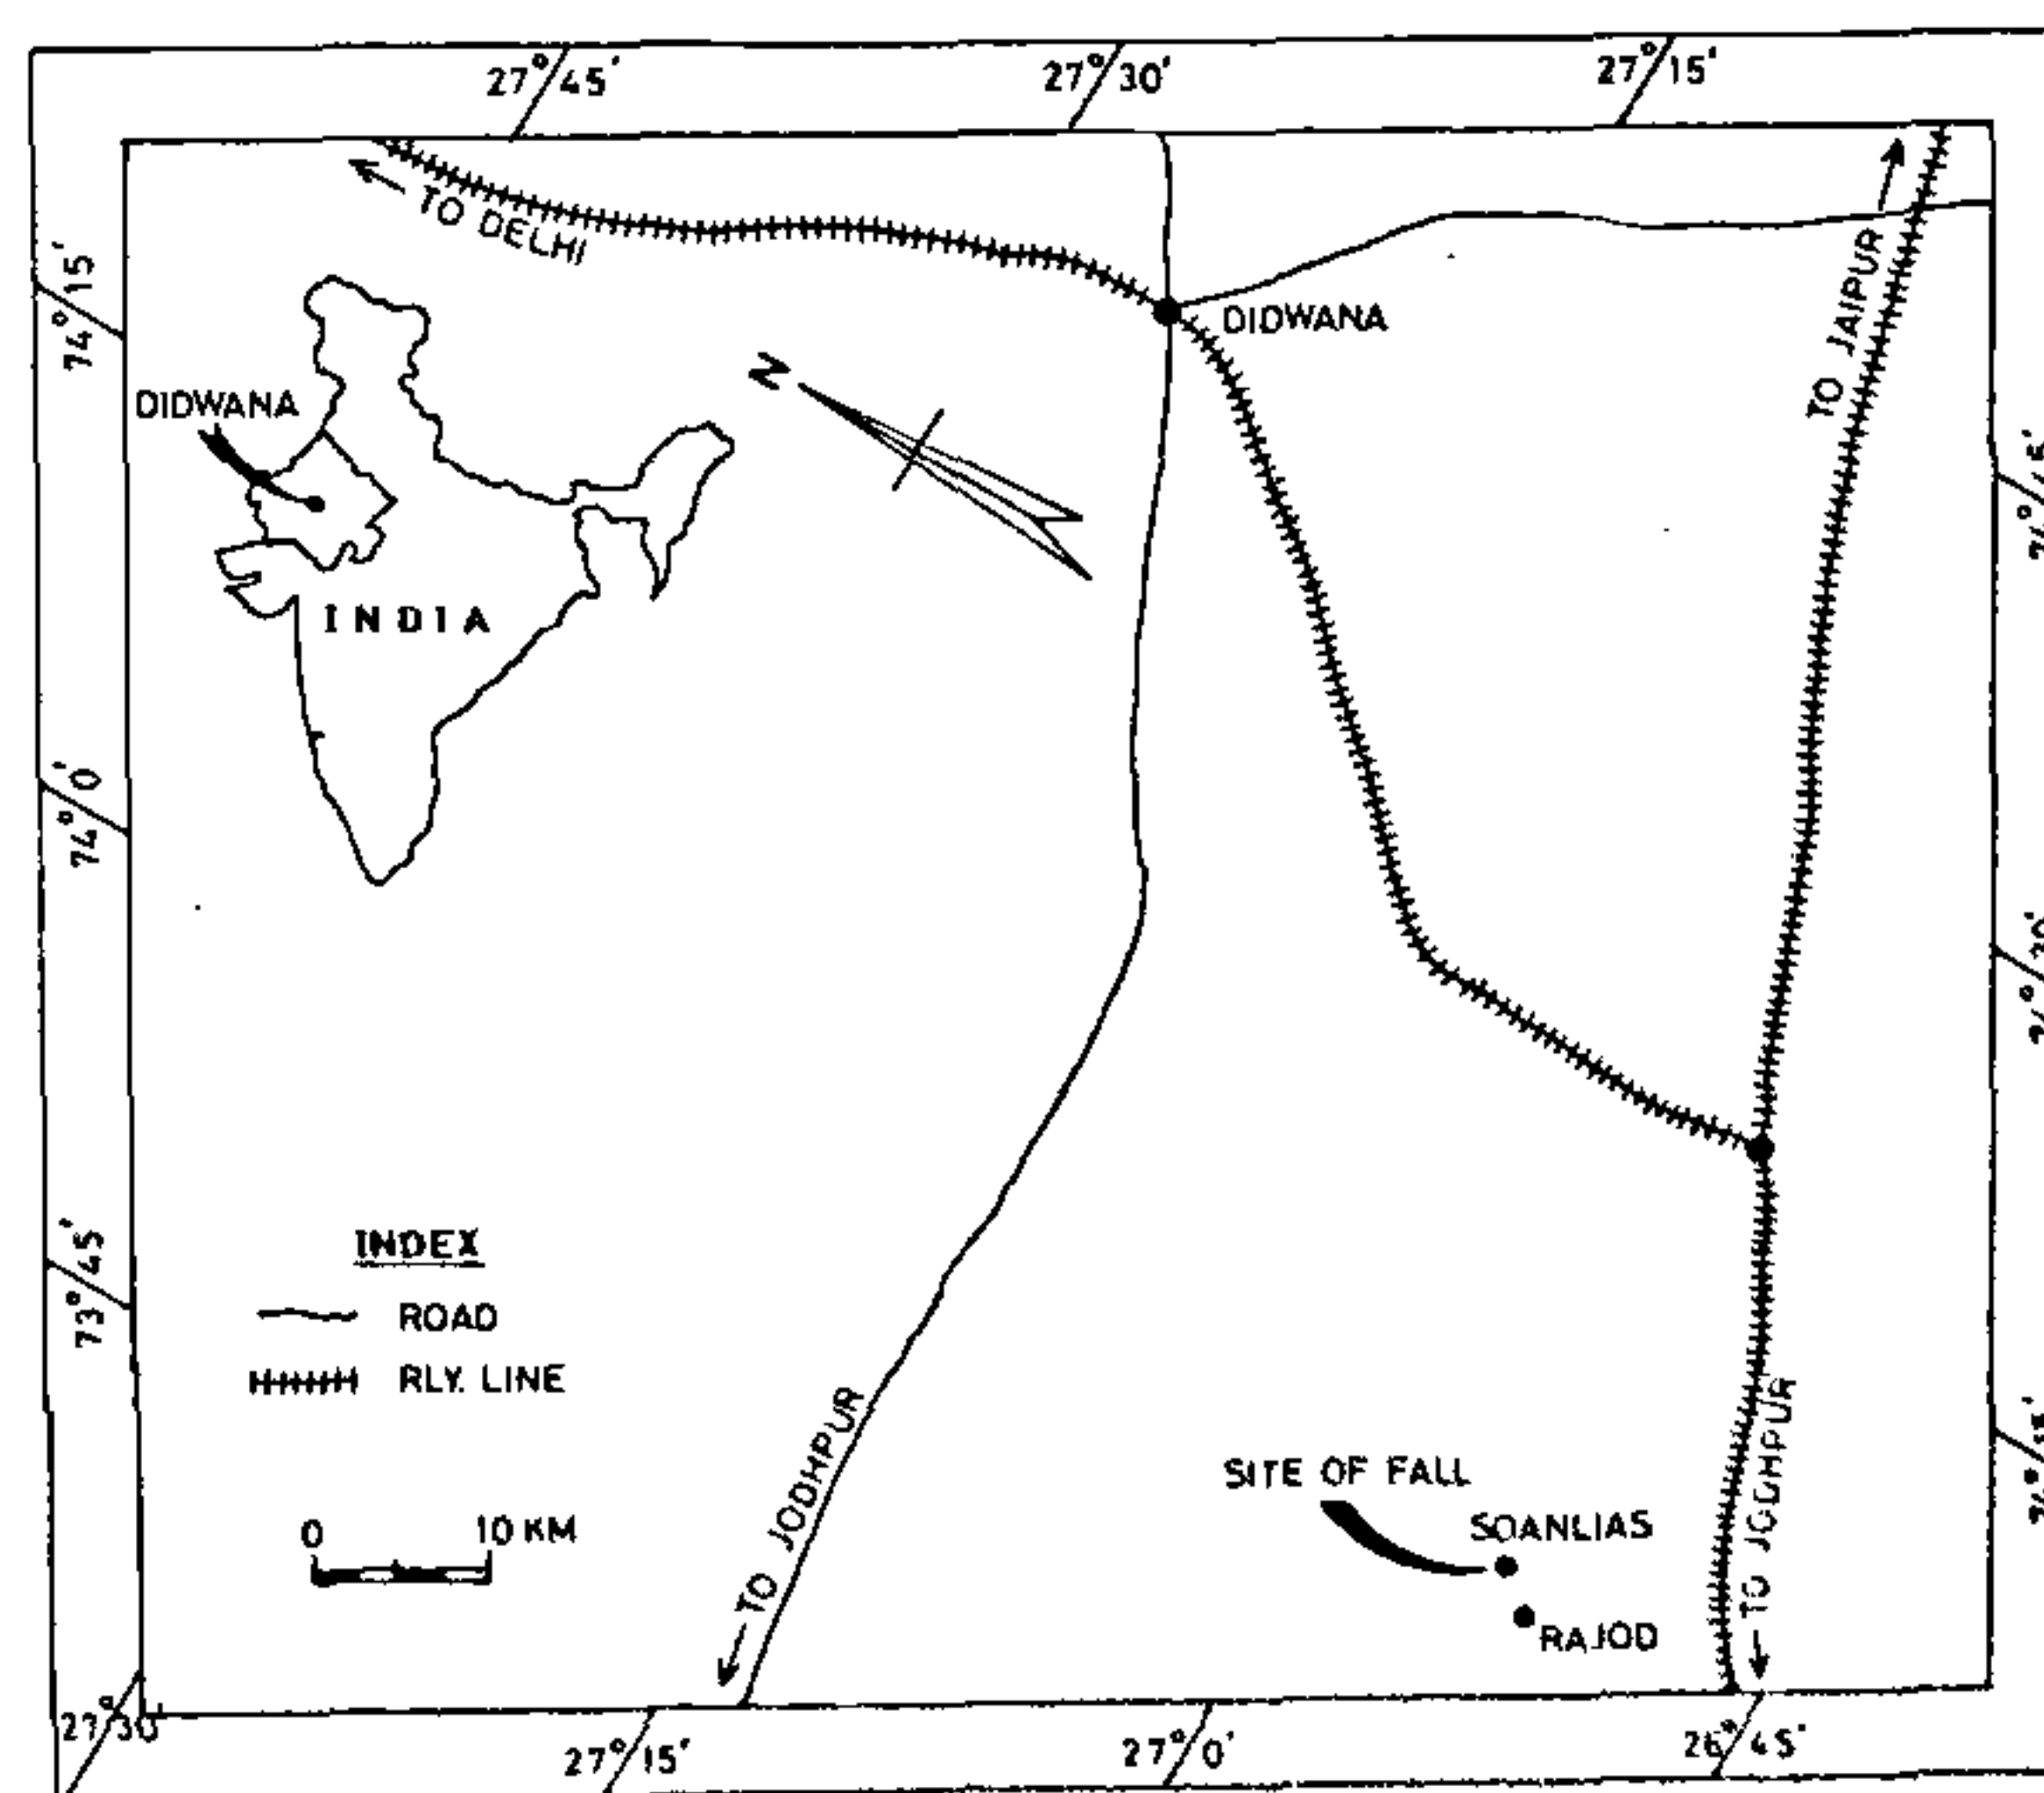 27°45'
27°30'
27°15'
TO DELHI
74°15'
DIDWANA
TO JAIPUR
N
DIDWANA
INDIA
74°0'
INDEX
73°45'
ROAD
RLY. LINE
TO JODHPUR
TO JODHPUR
SITE OF FALL
SOANLIAS
0 10 KM
RAJOD
27°30'
27°15'
27°0'
26°45'